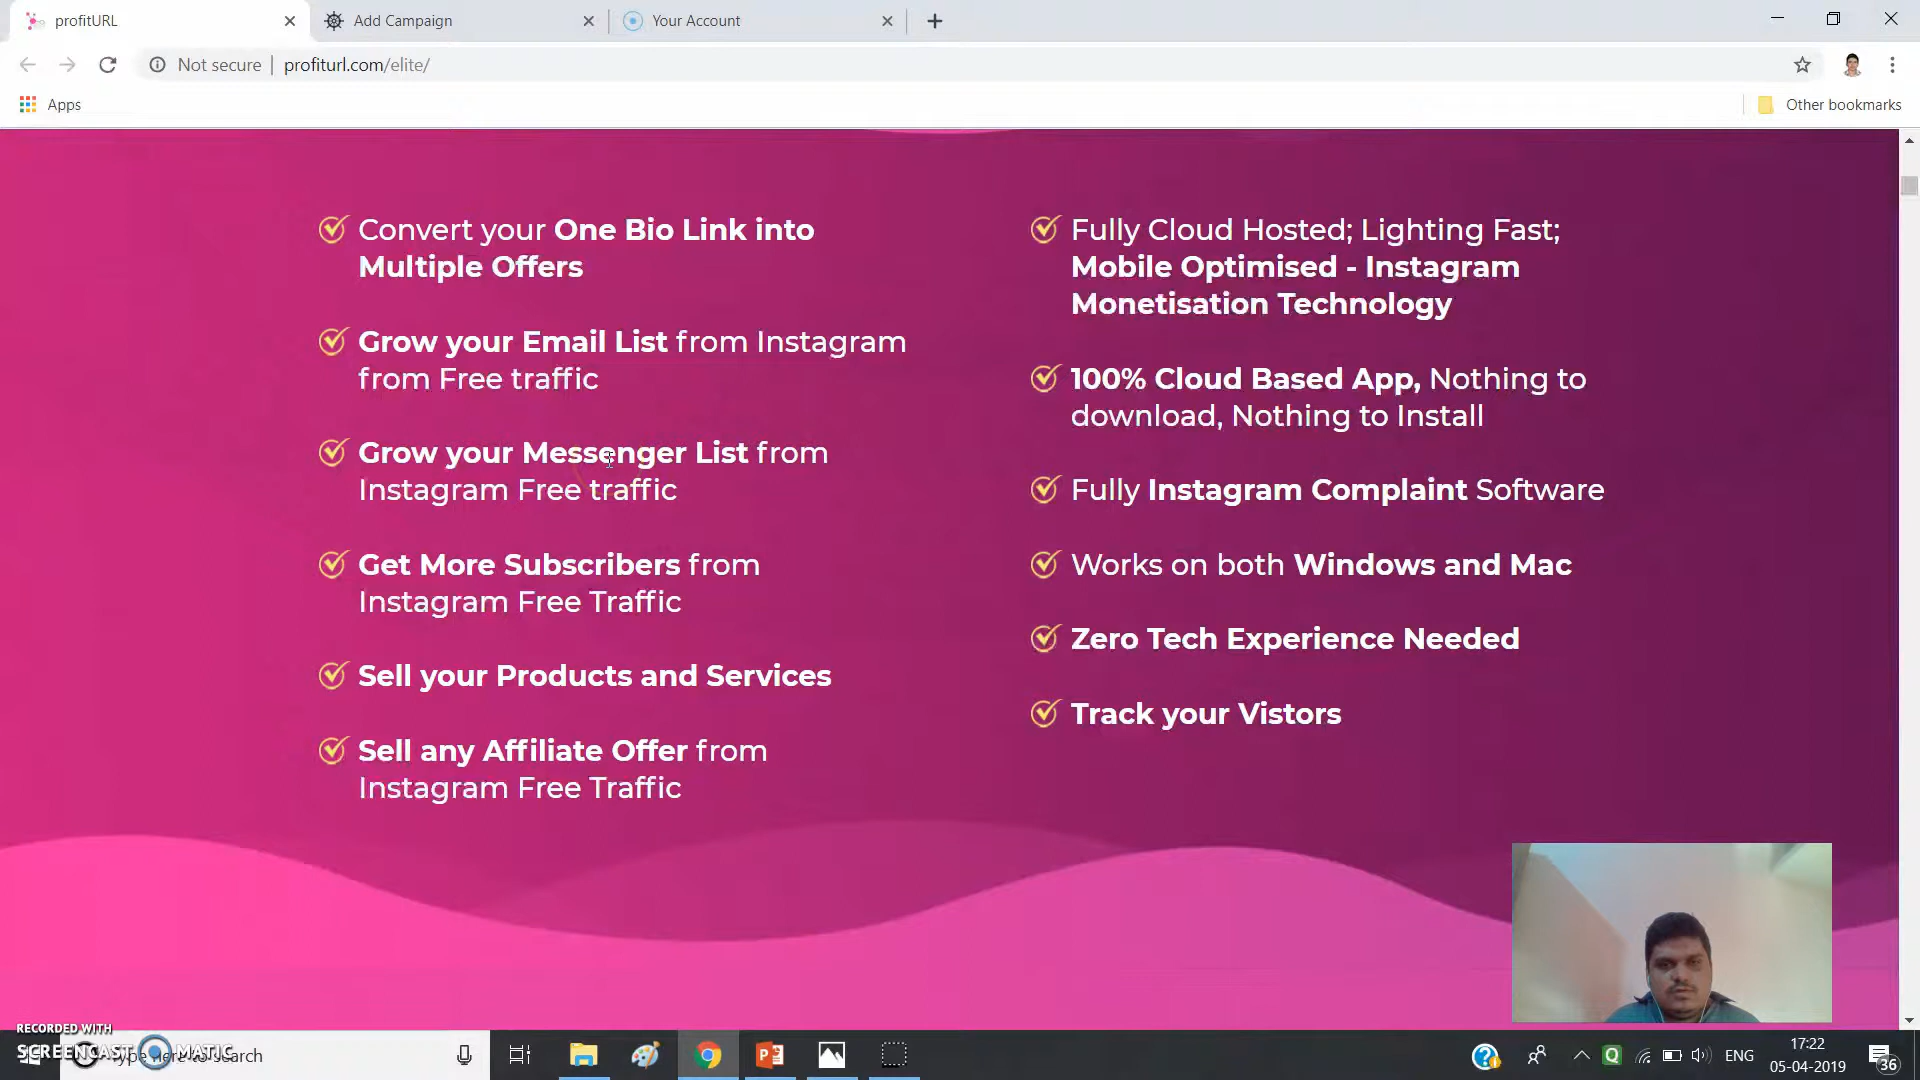 profitURL
Add Campaign
Your Account
Not secure
profiturl.com/elite/
Apps
Other bookmarks
Convert your One Bio Link into
Multiple Offers
Grow your Email List from Instagram
from Free traffic
Grow your Messenger List from
Instagram Free traffic
Get More Subscribers from
Instagram Free Traffic
Sell your Products and Services
Sell any Affiliate Offer from
Instagram Free Traffic
Fully Cloud Hosted; Lighting Fast;
Mobile Optimised - Instagram
Monetisation Technology
100% Cloud Based App, Nothing to
download, Nothing to Install
Fully Instagram Complaint Software
Works on both Windows and Mac
Zero Tech Experience Needed
Track your Vistors
RECORDED WITH
SCREENCAST MATIC
Type here to search
ENG
17:22
05-04-2019
36